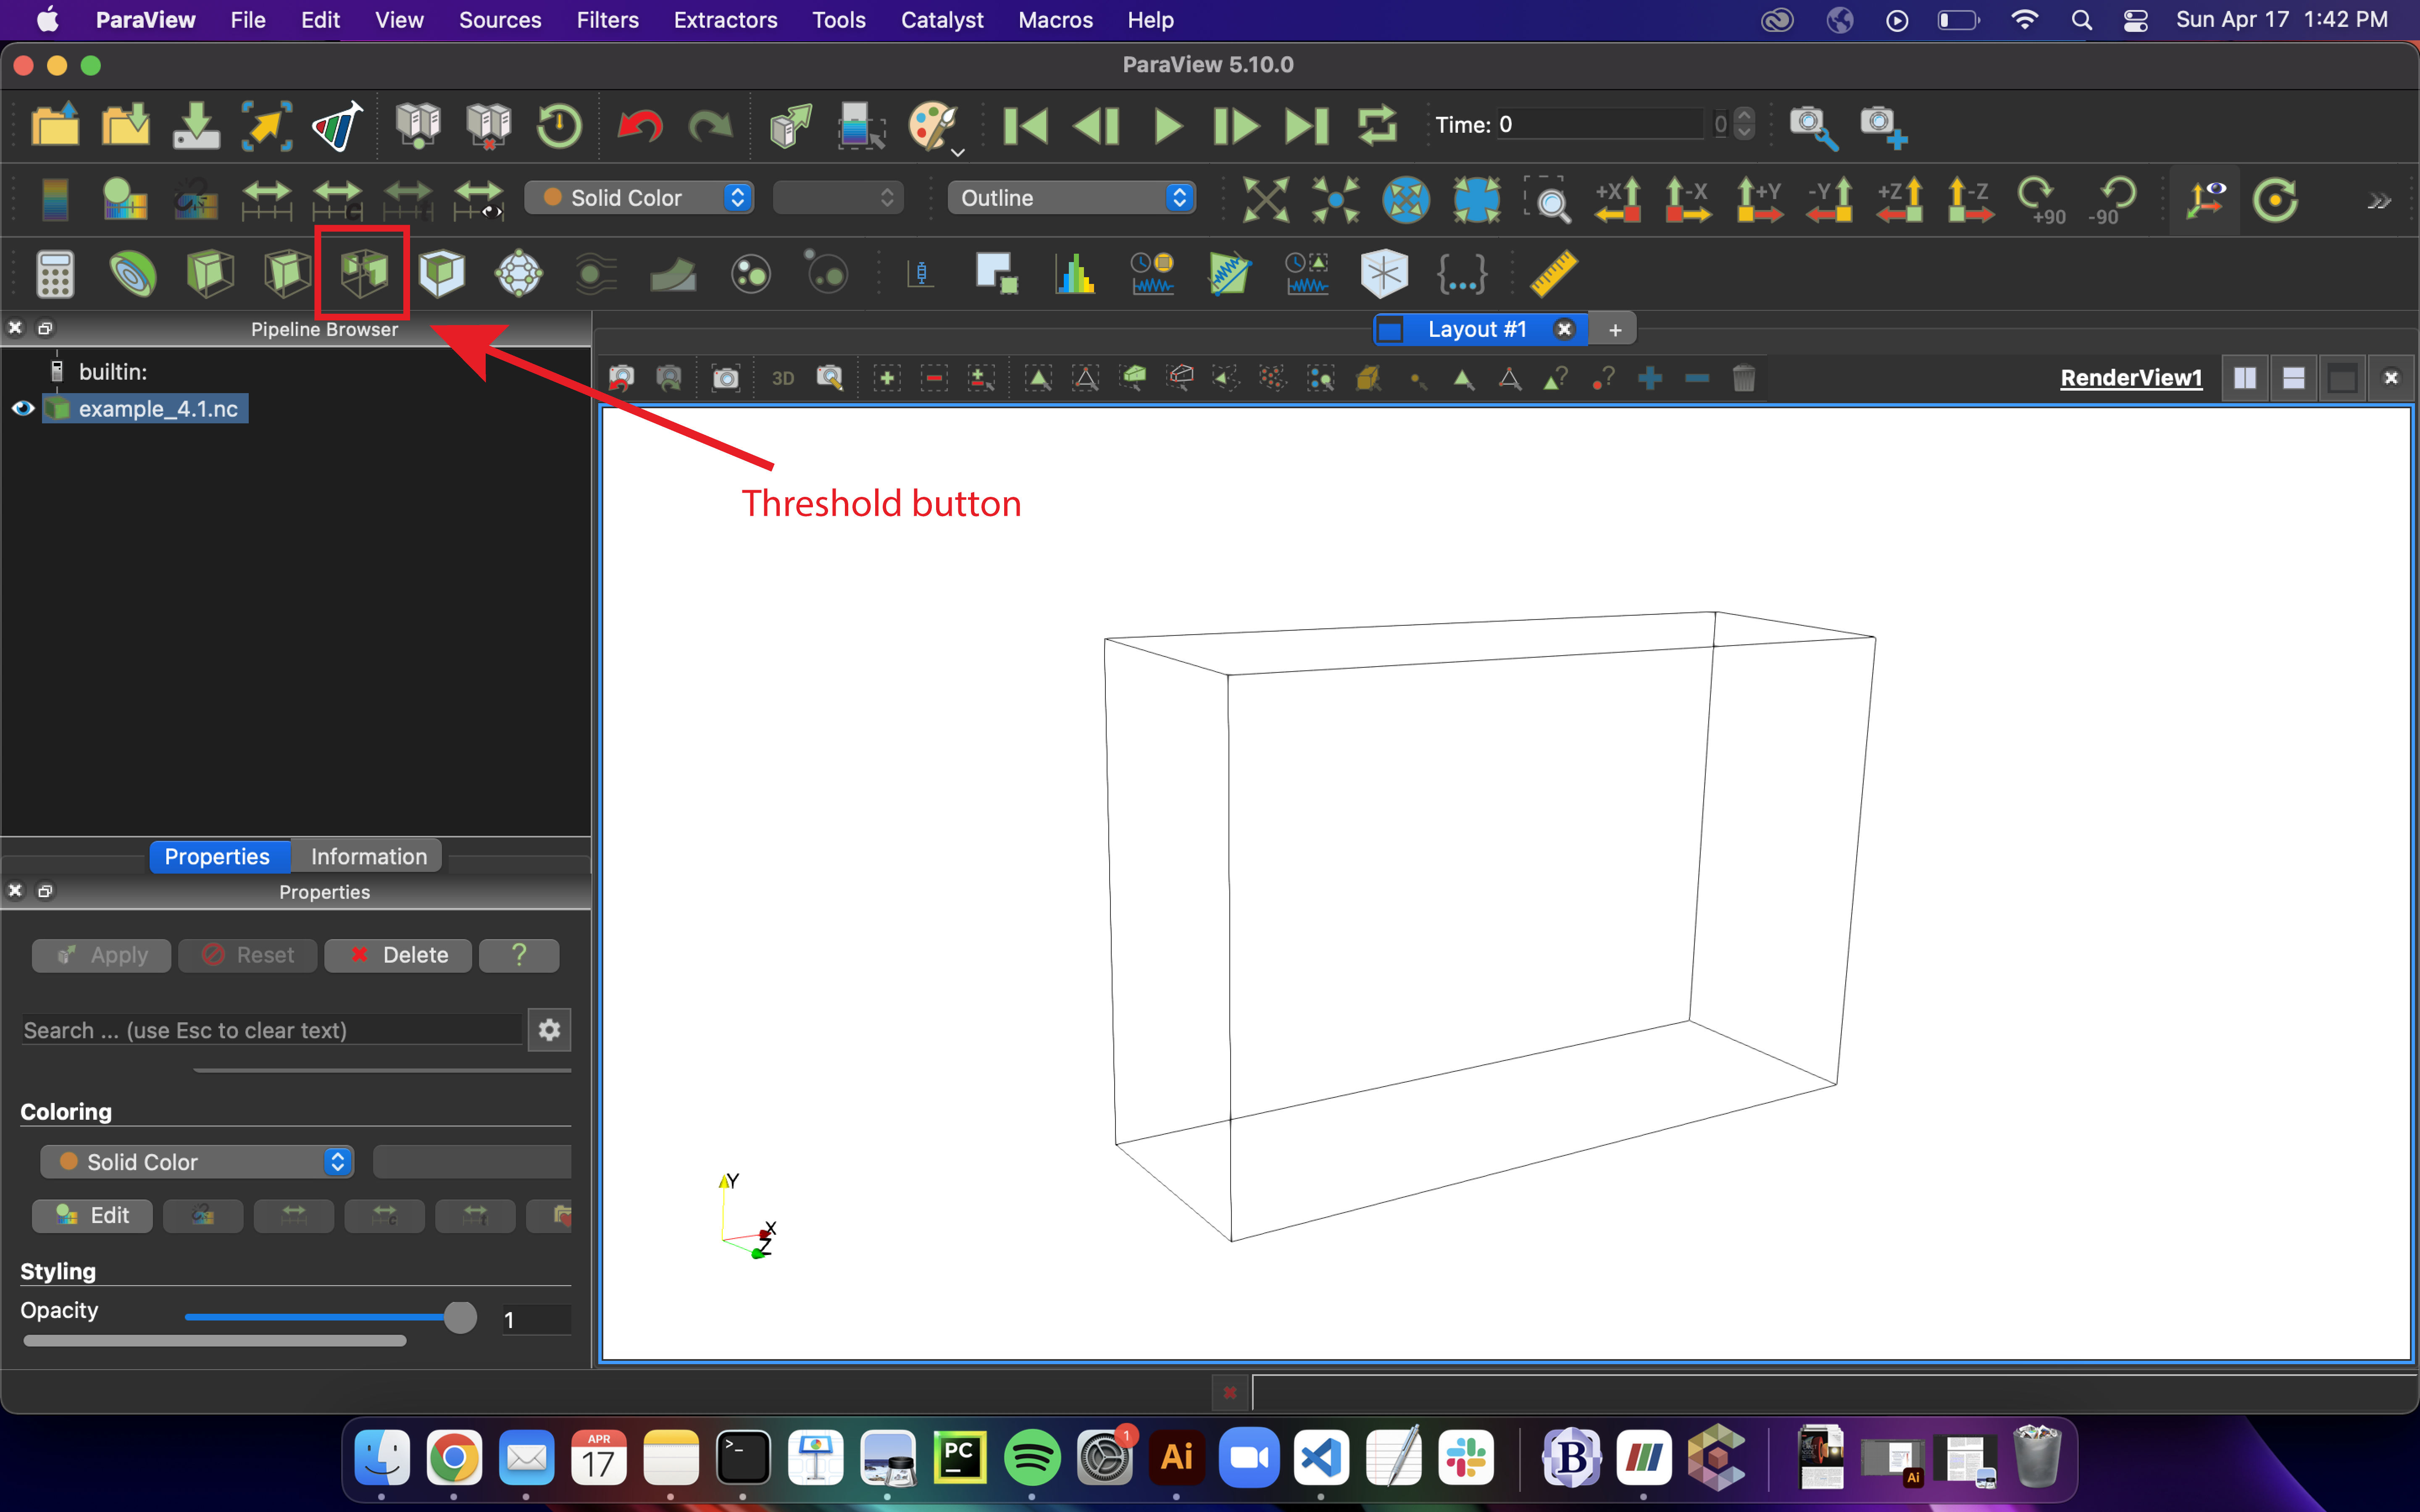 ParaView File Edit View Sources Filters Extractors Tools Catalyst Macros Help Sun Apr 17 1:42 PM
ParaView 5.10.0
Time: 0 0
Solid Color Outline +X -X +Y -Y +Z -Z +90 -90
Pipeline Browser
Layout #1 +
builtin:
3D RenderView1
example_4.1.nc
Threshold button
Properties Information
Properties
Apply Reset Delete ?
Search ... (use Esc to clear text)
Coloring
Solid Color
Edit
Styling
Opacity 1
Y
X
Z
APR
17
>_
PC
1
Ai
B
Ai